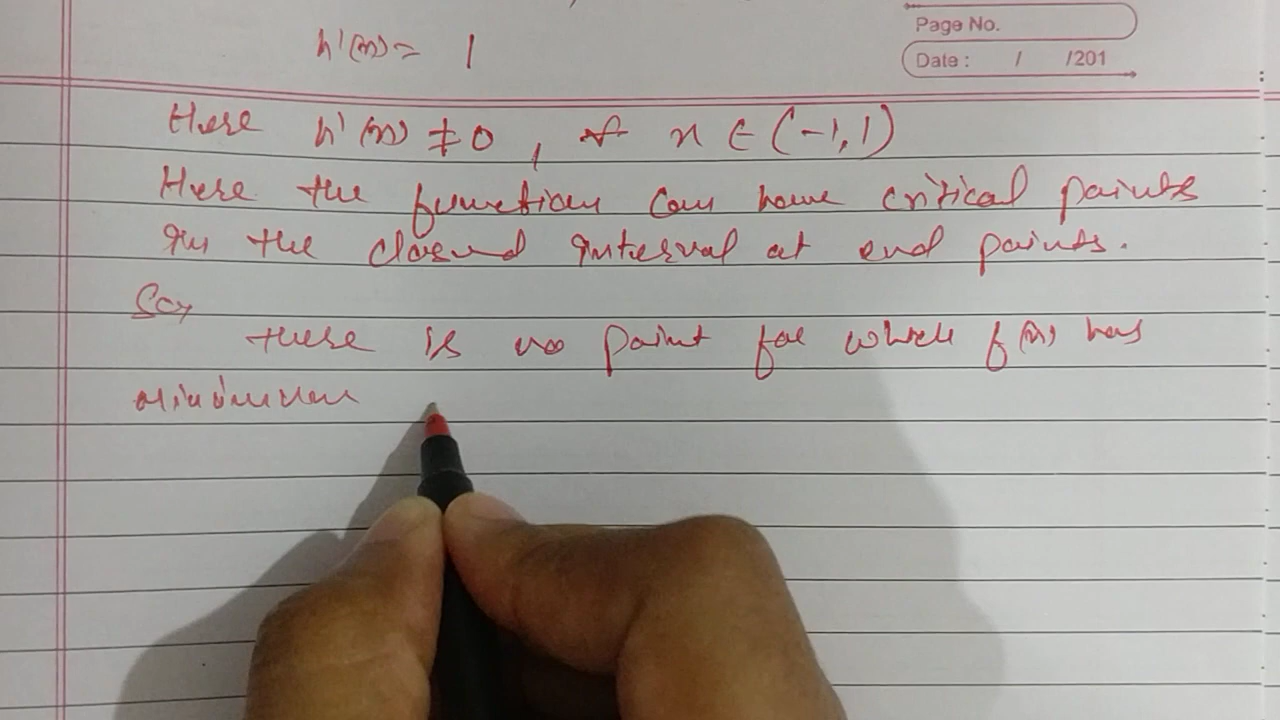 Page No.
h'(x) = 1
Date : / /201
Here h'(x) ≠ 0, ∀ x ∈ (-1,1)
Here the function can have critical points
In the closed interval at end points.
So,
there is no point for which f(x) has
minimum